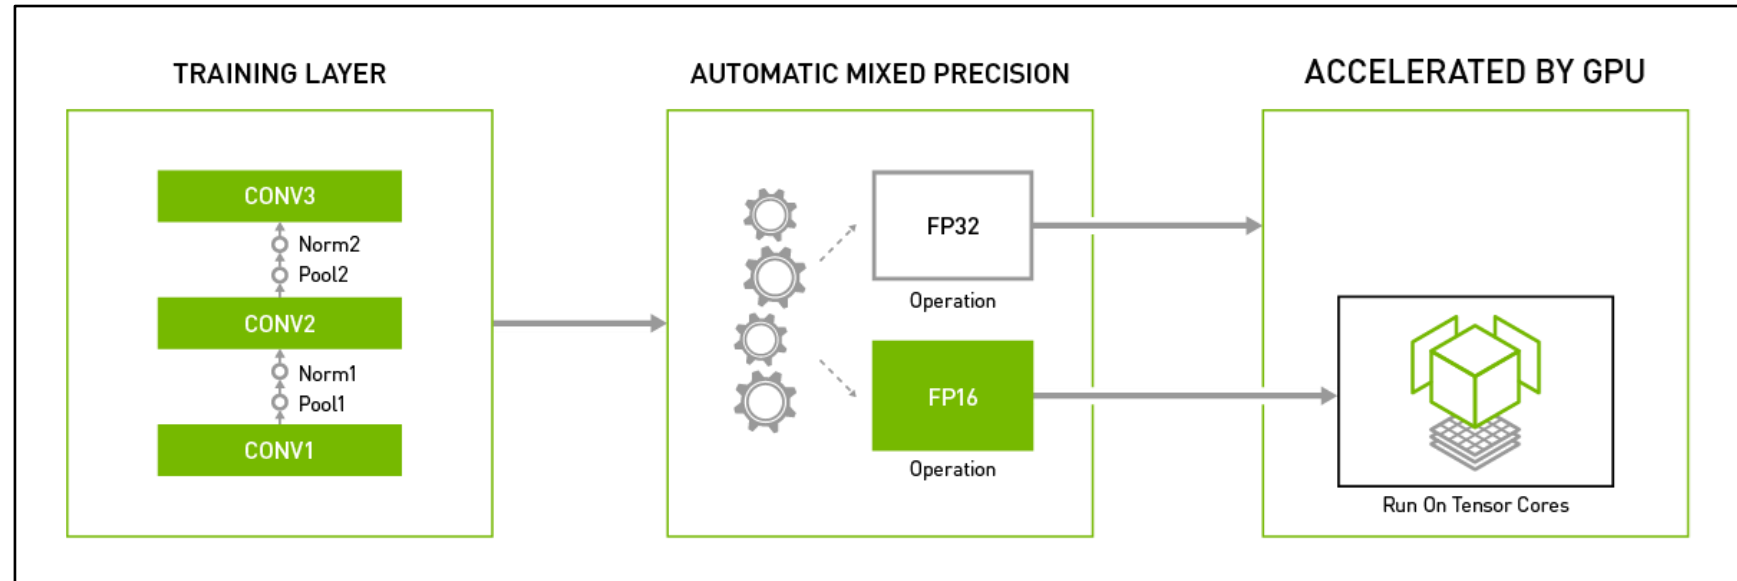 TRAINING LAYER
CONV3
Norm2
Pool2
CONV2
Norm1
Pool1
CONV1
AUTOMATIC MIXED PRECISION
FP32
Operation
FP16
Operation
ACCELERATED BY GPU
Run On Tensor Cores